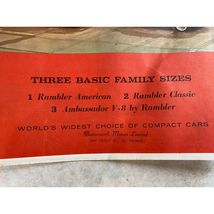 THREE BASIC FAMILY SIZES
1 Rambler American 2 Rambler Classic
3 Ambassador V-8 by Rambler
WORLD'S WIDEST CHOICE OF COMPACT CARS